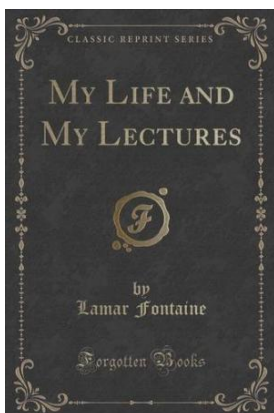 CLASSIC REPRINT SERIES
MY LIFE AND
MY LECTURES
F
by
Lamar Fontaine
Forgotten Books